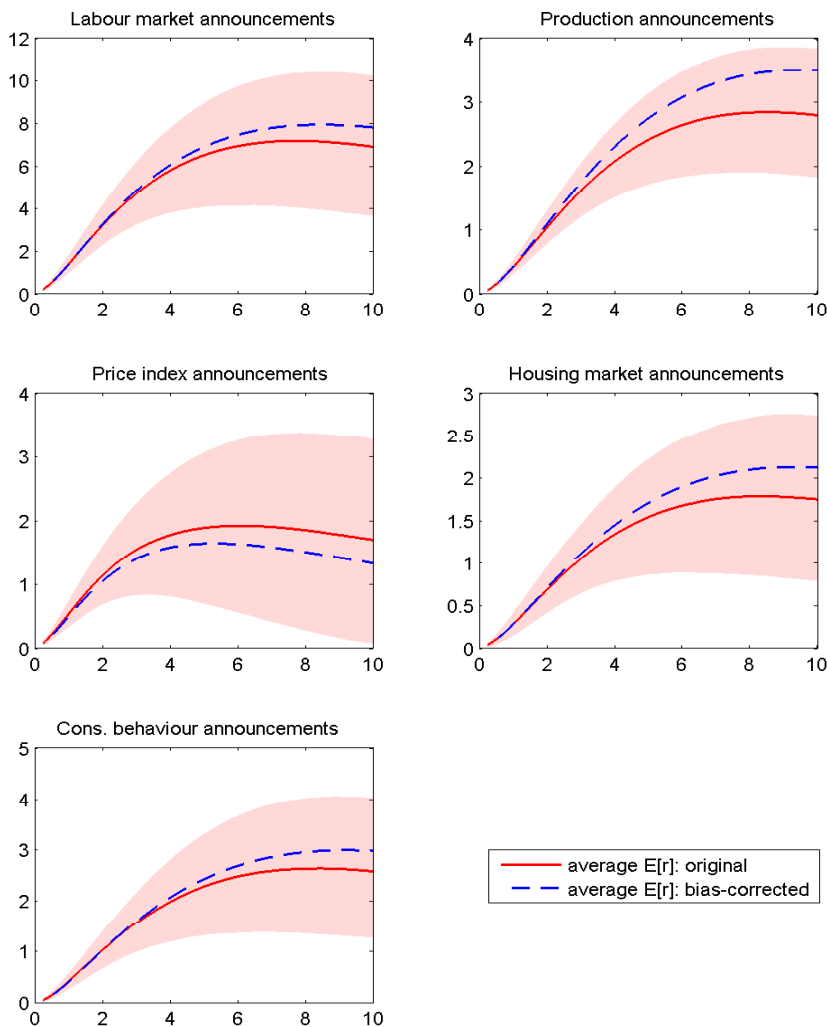 Labour market announcements
12
10
8
6
4
2
0
0 2 4 6 8 10
Production announcements
4
3
2
1
0
0 2 4 6 8 10
Price index announcements
4
3
2
1
0
0 2 4 6 8 10
Housing market announcements
3
2.5
2
1.5
1
0.5
0
0 2 4 6 8 10
Cons. behaviour announcements
5
4
3
2
1
0
0 2 4 6 8 10
average E[r]: original
average E[r]: bias-corrected